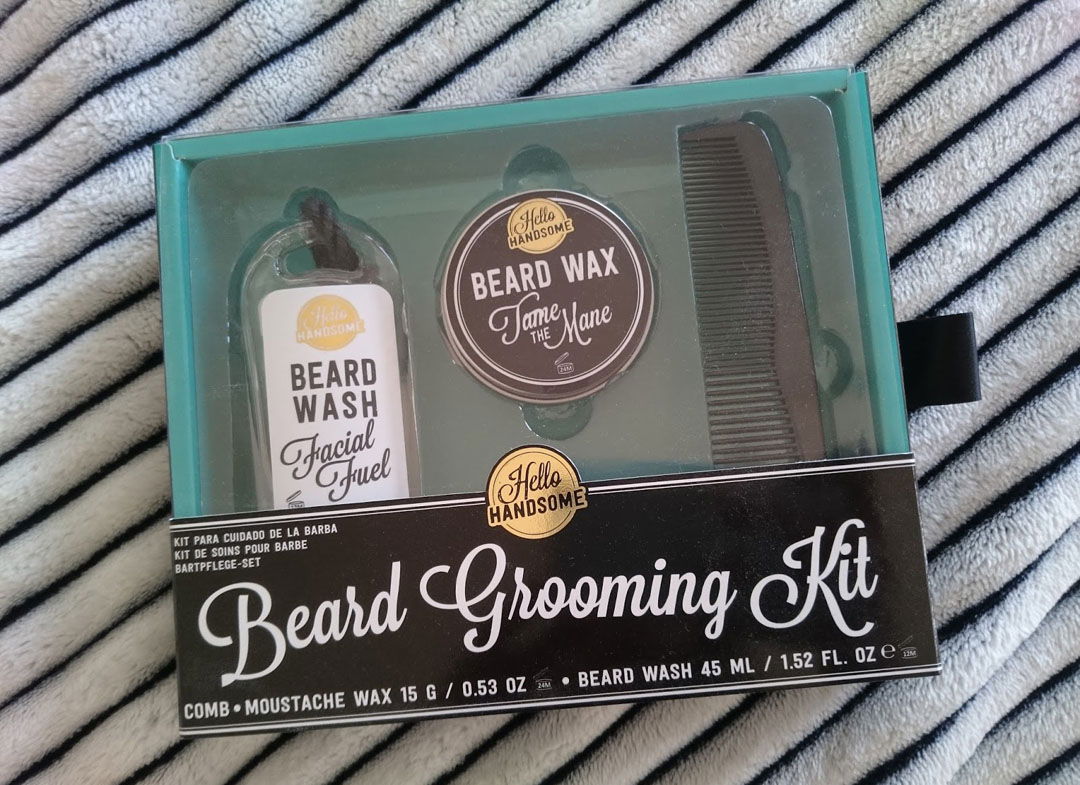 Hello
HANDSOME
BEARD
WASH
Facial
Fuel
Hello
HANDSOME
BEARD WAX
Tame
THE Mane
24M
Hello
HANDSOME
KIT PARA CUIDADO DE LA BARBA
KIT DE SOINS POUR BARBE
BARTPFLEGE-SET
Beard Grooming Kit
COMB • MOUSTACHE WAX 15 G / 0.53 OZ 24M • BEARD WASH 45 ML / 1.52 FL. OZ ℮ 12M